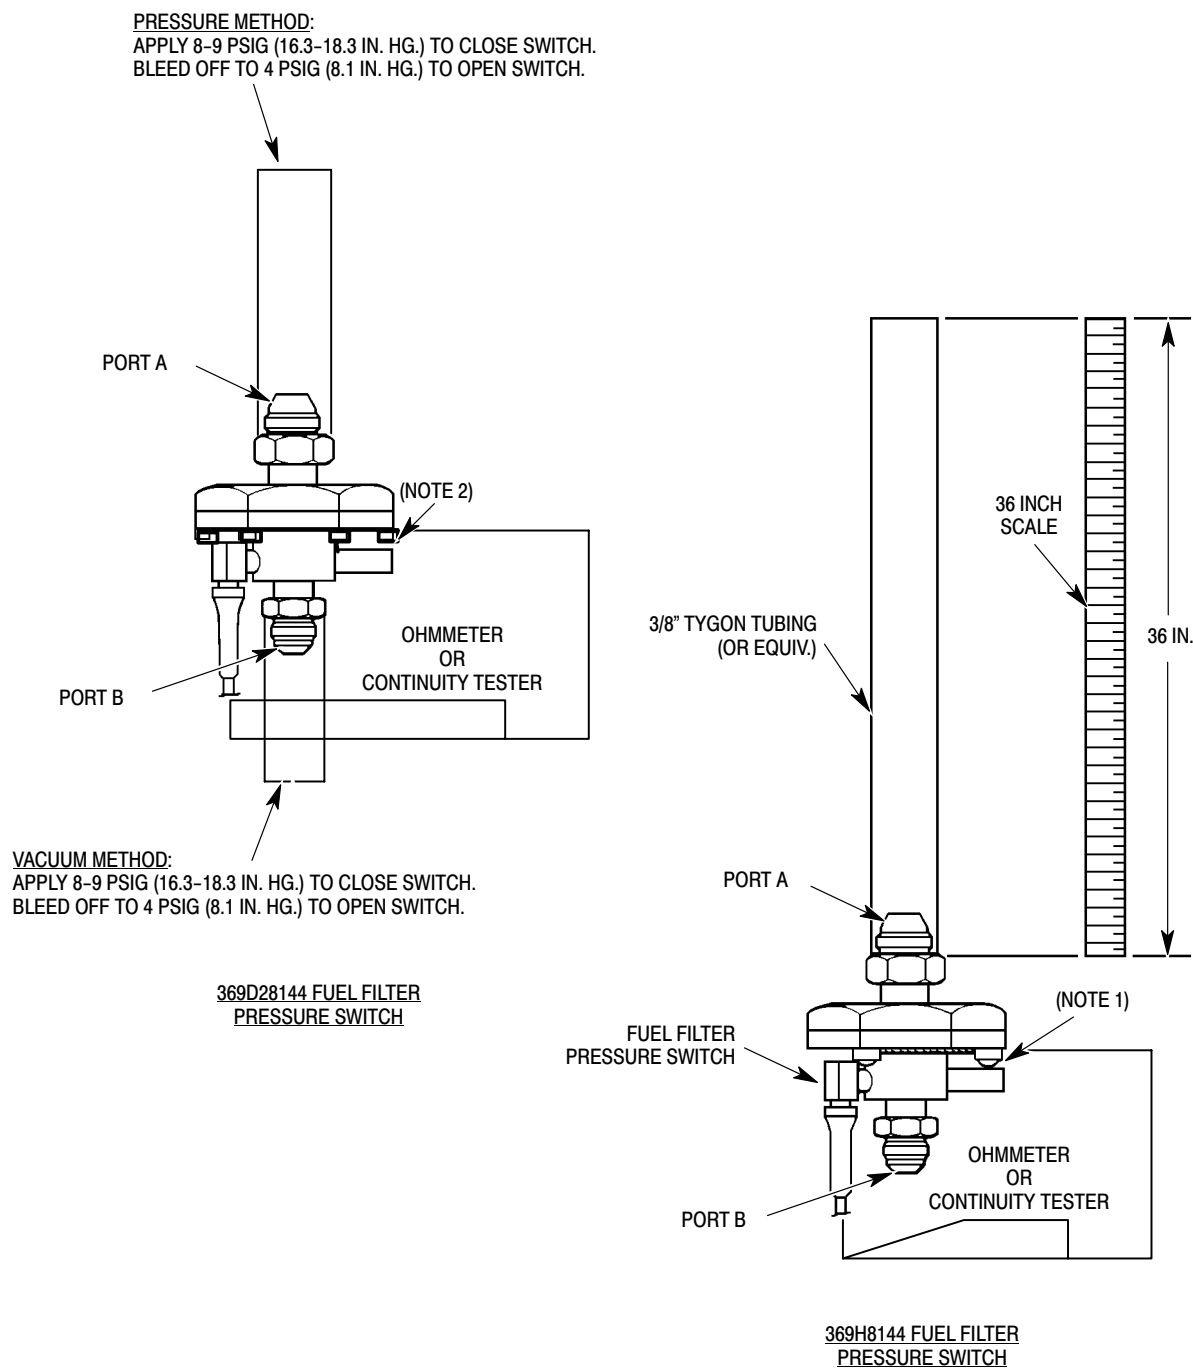 PRESSURE METHOD:
APPLY 8-9 PSIG (16.3-18.3 IN. HG.) TO CLOSE SWITCH.
BLEED OFF TO 4 PSIG (8.1 IN. HG.) TO OPEN SWITCH.
PORT A
(NOTE 2)
OHMMETER
OR
CONTINUITY TESTER
PORT B
VACUUM METHOD:
APPLY 8-9 PSIG (16.3-18.3 IN. HG.) TO CLOSE SWITCH.
BLEED OFF TO 4 PSIG (8.1 IN. HG.) TO OPEN SWITCH.
369D28144 FUEL FILTER
PRESSURE SWITCH
36 INCH
SCALE
3/8" TYGON TUBING
(OR EQUIV.)
36 IN.
PORT A
(NOTE 1)
FUEL FILTER
PRESSURE SWITCH
OHMMETER
OR
CONTINUITY TESTER
PORT B
369H8144 FUEL FILTER
PRESSURE SWITCH